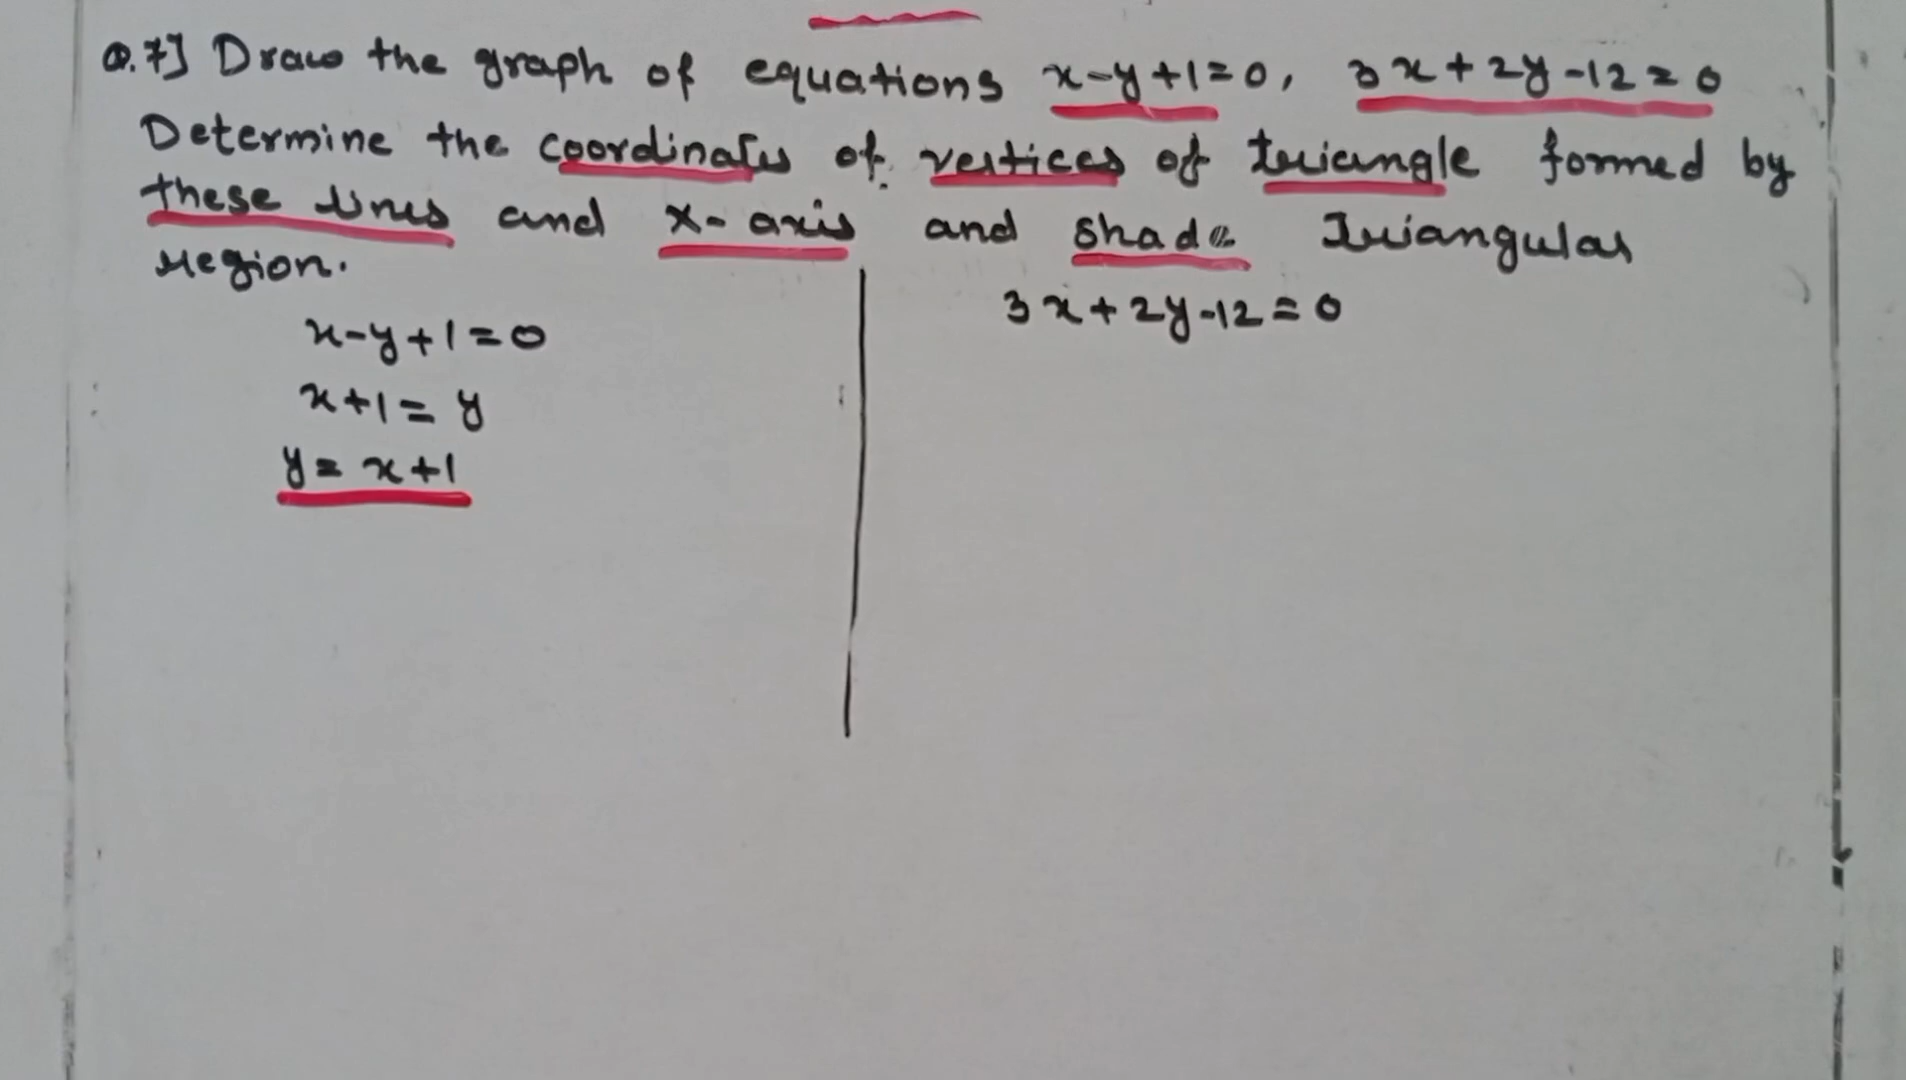 Q.7] Draw the graph of equations x-y+1=0, 3x+2y-12=0
Determine the coordinates of vertices of triangle formed by
these lines and x-axis and shade Triangular
region.
x-y+1=0
x+1=y
y=x+1
3x+2y-12=0